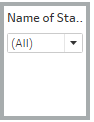 Name of Sta..
(All)